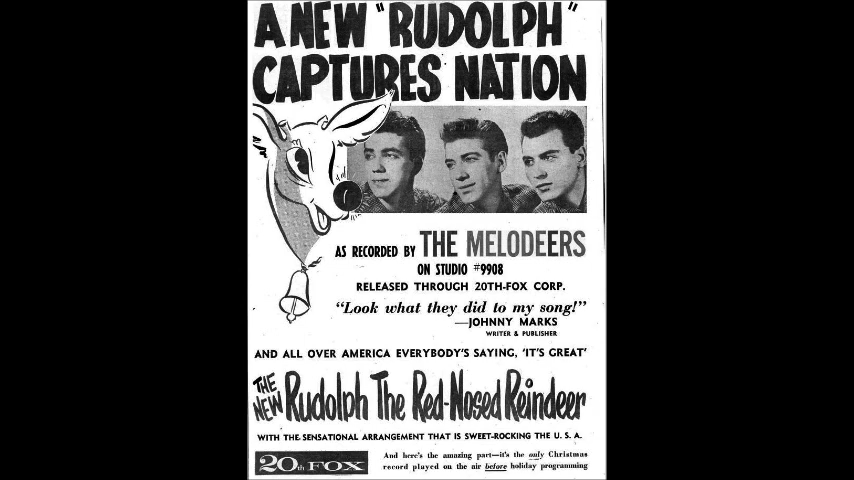 A NEW "RUDOLPH"
CAPTURES NATION
AS RECORDED BY THE MELODEERS
ON STUDIO #9908
RELEASED THROUGH 20TH-FOX CORP.
"Look what they did to my song!"
—JOHNNY MARKS
WRITER & PUBLISHER
AND ALL OVER AMERICA EVERYBODY'S SAYING, 'IT'S GREAT'
THE NEW Rudolph The Red-Nosed Reindeer
WITH THE SENSATIONAL ARRANGEMENT THAT IS SWEET-ROCKING THE U. S. A.
20th FOX
And here's the amazing part—it's the only Christmas
record played on the air before holiday programming